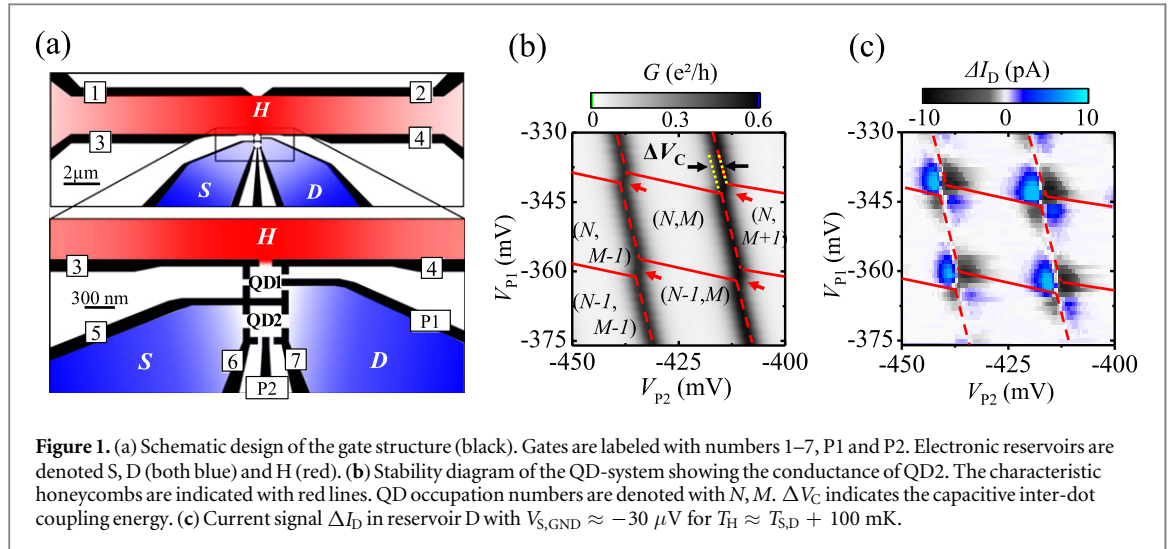 (a)
1
2
H
3
4
2μm
S
D
H
3
4
300 nm
QD1
QD2
P1
5
S
D
6
7
P2
(b)
G (e²/h)
0 0.3 0.6
-330
-345
-360
-375
V_P1 (mV)
ΔV_C
(N,M)
(N,
M-1)
(N,
M+1)
(N-1,
M-1)
(N-1,M)
-450 -425 -400
V_P2 (mV)
(c)
ΔI_D (pA)
-10 0 10
-330
-345
-360
-375
V_P1 (mV)
-450 -425 -400
V_P2 (mV)
Figure 1. (a) Schematic design of the gate structure (black). Gates are labeled with numbers 1–7, P1 and P2. Electronic reservoirs are
denoted S, D (both blue) and H (red). (b) Stability diagram of the QD-system showing the conductance of QD2. The characteristic
honeycombs are indicated with red lines. QD occupation numbers are denoted with N, M. ΔV_C indicates the capacitive inter-dot
coupling energy. (c) Current signal ΔI_D in reservoir D with V_S,GND ≈ −30 μV for T_H ≈ T_S,D + 100 mK.